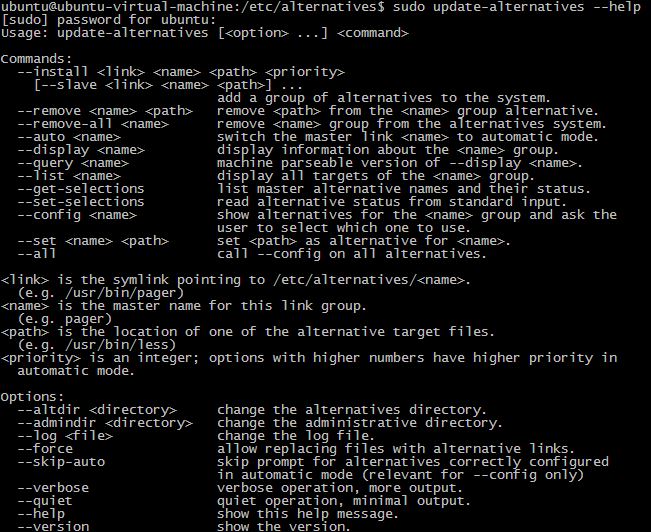 ubuntu@ubuntu-virtual-machine:/etc/alternatives$ sudo update-alternatives --help
[sudo] password for ubuntu:
Usage: update-alternatives [<option> ...] <command>

Commands:
  --install <link> <name> <path> <priority>
    [--slave <link> <name> <path>] ...
                           add a group of alternatives to the system.
  --remove <name> <path>   remove <path> from the <name> group alternative.
  --remove-all <name>      remove <name> group from the alternatives system.
  --auto <name>            switch the master link <name> to automatic mode.
  --display <name>         display information about the <name> group.
  --query <name>           machine parseable version of --display <name>.
  --list <name>            display all targets of the <name> group.
  --get-selections         list master alternative names and their status.
  --set-selections         read alternative status from standard input.
  --config <name>          show alternatives for the <name> group and ask the
                           user to select which one to use.
  --set <name> <path>      set <path> as alternative for <name>.
  --all                    call --config on all alternatives.

<link> is the symlink pointing to /etc/alternatives/<name>.
  (e.g. /usr/bin/pager)
<name> is the master name for this link group.
  (e.g. pager)
<path> is the location of one of the alternative target files.
  (e.g. /usr/bin/less)
<priority> is an integer; options with higher numbers have higher priority in
  automatic mode.

Options:
  --altdir <directory>     change the alternatives directory.
  --admindir <directory>   change the administrative directory.
  --log <file>             change the log file.
  --force                  allow replacing files with alternative links.
  --skip-auto              skip prompt for alternatives correctly configured
                           in automatic mode (relevant for --config only)
  --verbose                verbose operation, more output.
  --quiet                  quiet operation, minimal output.
  --help                   show this help message.
  --version                show the version.